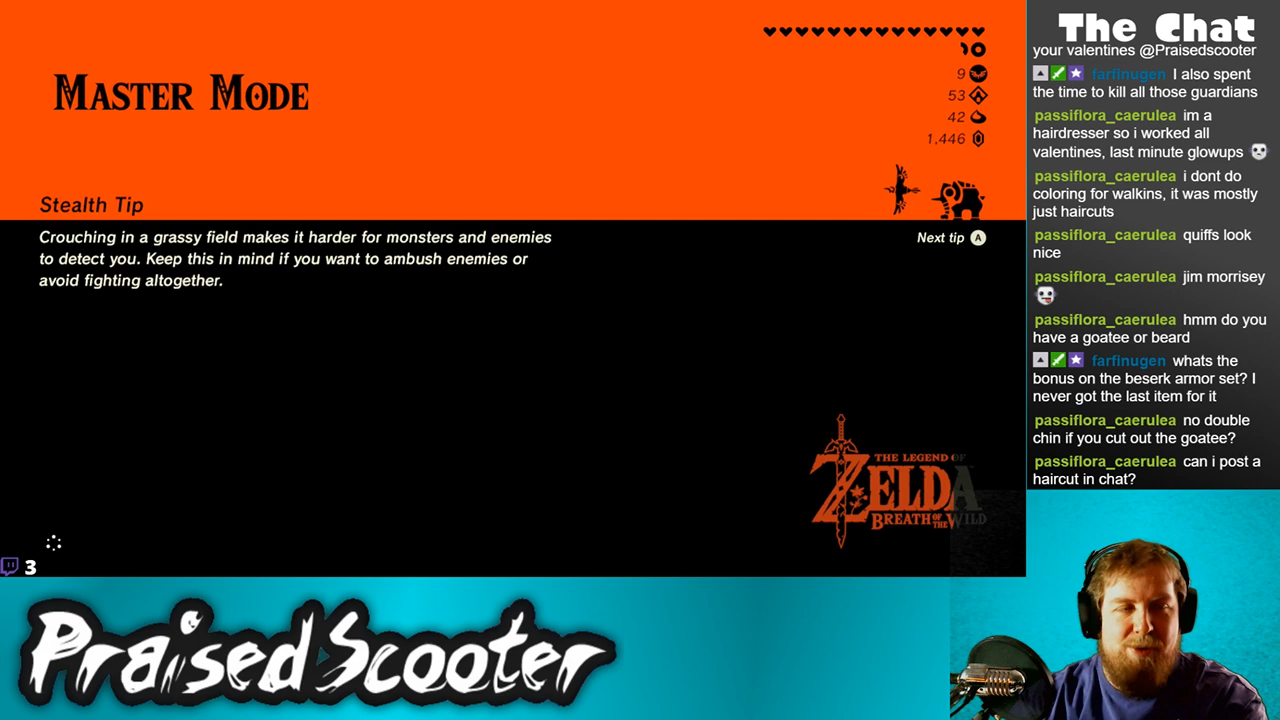 Master Mode
9
53
42
1,446
Stealth Tip
Crouching in a grassy field makes it harder for monsters and enemies
to detect you. Keep this in mind if you want to ambush enemies or
avoid fighting altogether.
Next tip A
THE LEGEND OF
ZELDA
BREATH OF THE WILD
3
PraisedScooter
The Chat
your valentines @Praisedscooter
farfinugen I also spent
the time to kill all those guardians
passiflora_caerulea im a
hairdresser so i worked all
valentines, last minute glowups
passiflora_caerulea i dont do
coloring for walkins, it was mostly
just haircuts
passiflora_caerulea quiffs look
nice
passiflora_caerulea jim morrisey
passiflora_caerulea hmm do you
have a goatee or beard
farfinugen whats the
bonus on the beserk armor set? I
never got the last item for it
passiflora_caerulea no double
chin if you cut out the goatee?
passiflora_caerulea can i post a
haircut in chat?